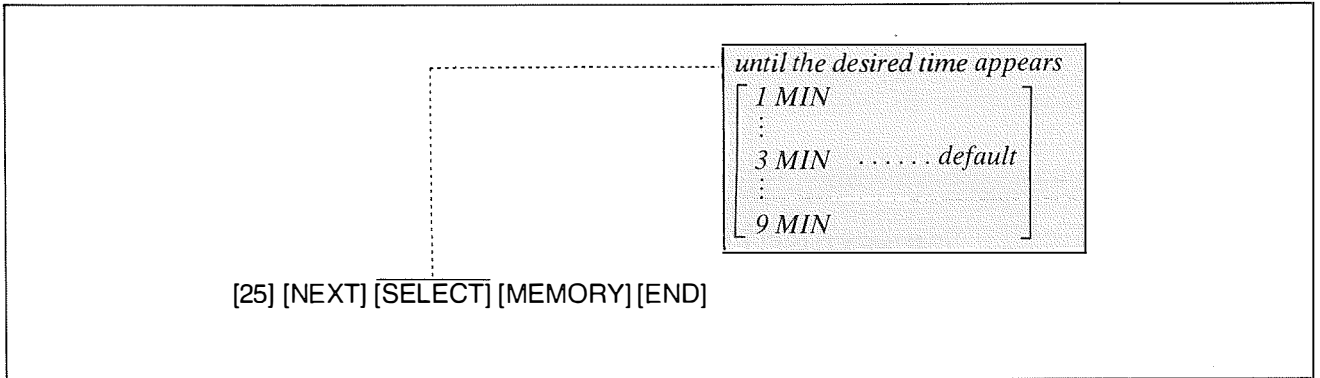 until the desired time appears
1 MIN
⋮
3 MIN ...... default
⋮
9 MIN
[25] [NEXT] [SELECT] [MEMORY] [END]